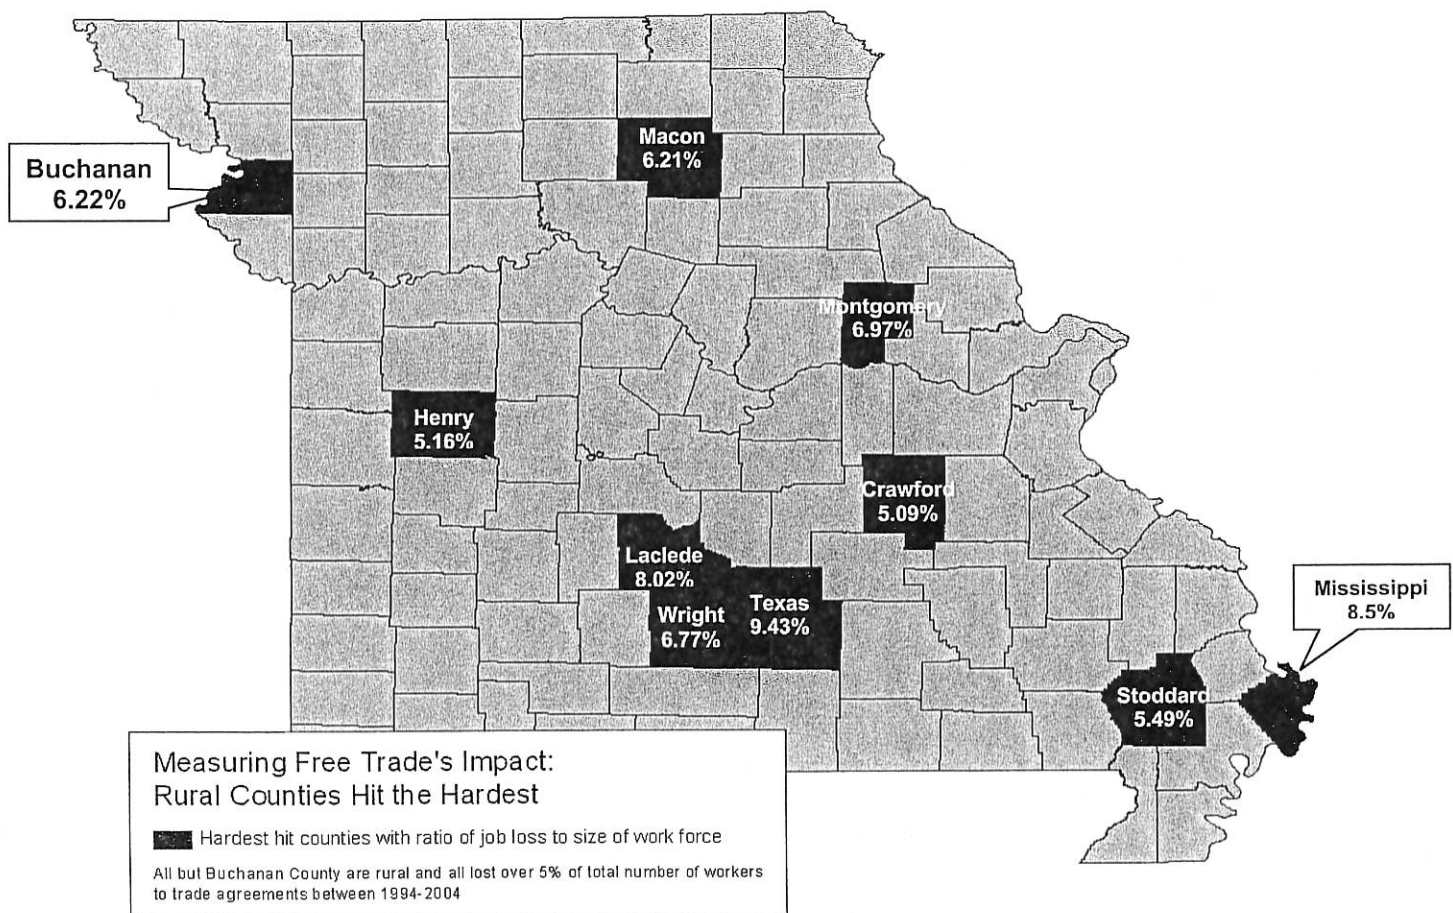 Macon
6.21%
Buchanan
6.22%
Montgomery
6.97%
Henry
5.16%
Crawford
5.09%
Laclede
8.02%
Texas
9.43%
Wright
6.77%
Mississippi
8.5%
Stoddard
5.49%
Measuring Free Trade's Impact:
Rural Counties Hit the Hardest
Hardest hit counties with ratio of job loss to size of work force
All but Buchanan County are rural and all lost over 5% of total number of workers
to trade agreements between 1994-2004